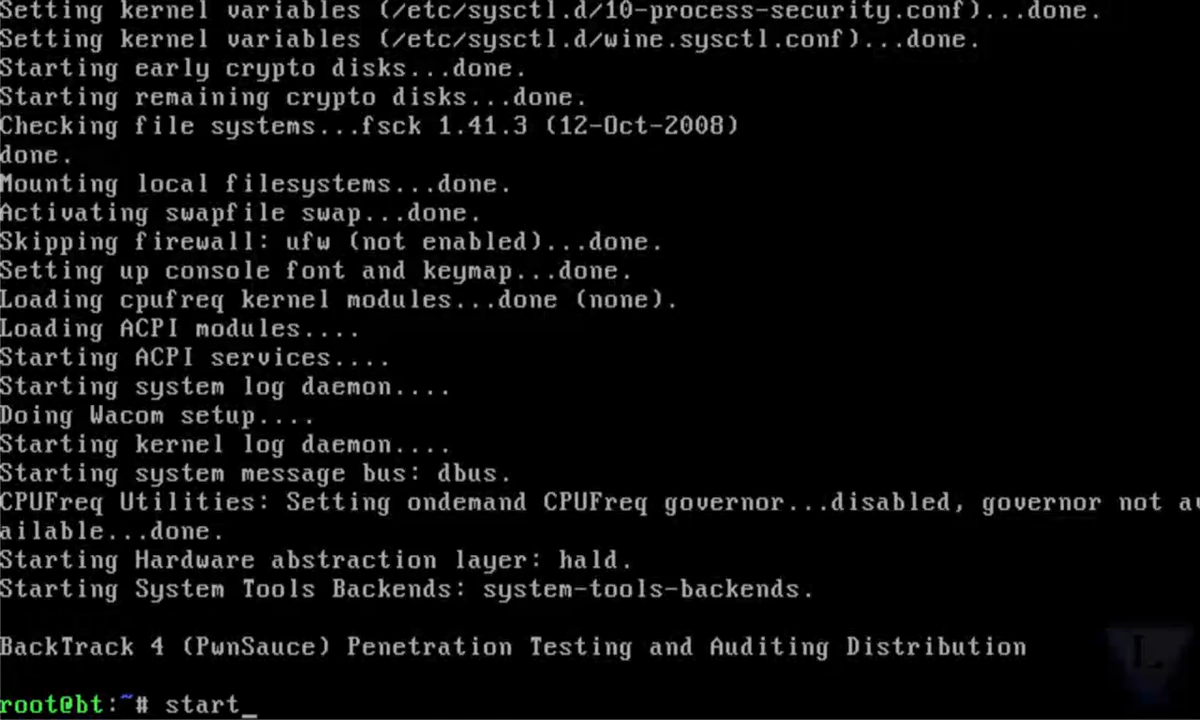 Setting kernel variables (/etc/sysctl.d/10-process-security.conf)...done.
Setting kernel variables (/etc/sysctl.d/wine.sysctl.conf)...done.
Starting early crypto disks...done.
Starting remaining crypto disks...done.
Checking file systems...fsck 1.41.3 (12-Oct-2008)
done.
Mounting local filesystems...done.
Activating swapfile swap...done.
Skipping firewall: ufw (not enabled)...done.
Setting up console font and keymap...done.
Loading cpufreq kernel modules...done (none).
Loading ACPI modules....
Starting ACPI services....
Starting system log daemon....
Doing Wacom setup....
Starting kernel log daemon....
Starting system message bus: dbus.
CPUFreq Utilities: Setting ondemand CPUFreq governor...disabled, governor not av
ailable...done.
Starting Hardware abstraction layer: hald.
Starting System Tools Backends: system-tools-backends.
BackTrack 4 (PwnSauce) Penetration Testing and Auditing Distribution
L
root@bt:~# start_